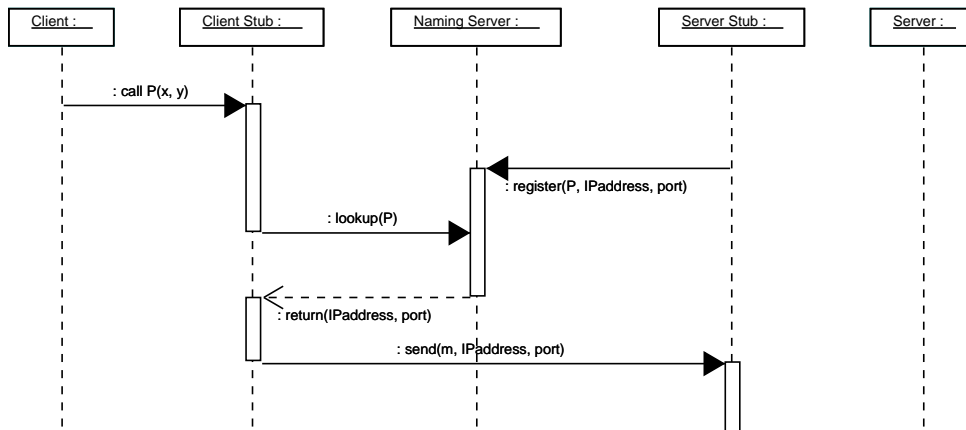 Client :
Client Stub :
Naming Server :
Server Stub :
Server :
: call P(x, y)
: register(P, IPaddress, port)
: lookup(P)
: return(IPaddress, port)
: send(m, IPaddress, port)